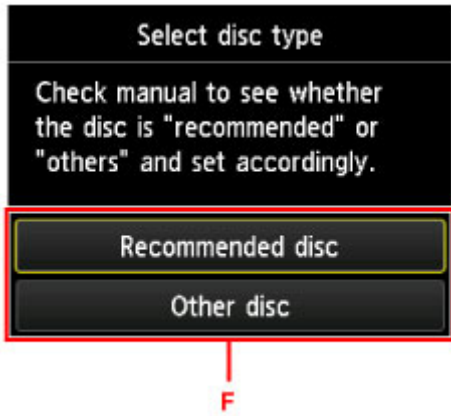 Select disc type
Check manual to see whether
the disc is "recommended" or
"others" and set accordingly.
Recommended disc
Other disc
F